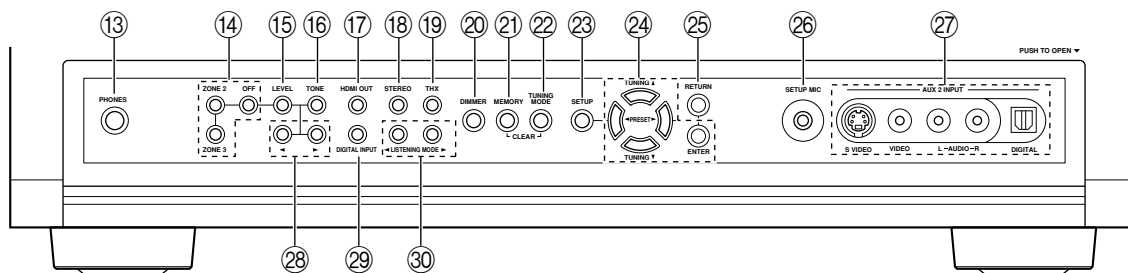 ⑬ ⑭ ⑮ ⑯ ⑰ ⑱ ⑲ ⑳ ㉑ ㉒ ㉓ ㉔ ㉕ ㉖ ㉗
PUSH TO OPEN ▼
PHONES
ZONE 2 OFF LEVEL TONE HDMI OUT STEREO THX
ZONE 3
◄ ►
DIGITAL INPUT
◄ LISTENING MODE ►
DIMMER MEMORY TUNING MODE SETUP
CLEAR
TUNING ▲
◄ PRESET ►
TUNING ▼
RETURN
ENTER
SETUP MIC
AUX 2 INPUT
S VIDEO VIDEO L – AUDIO – R DIGITAL
㉘ ㉙ ㉚